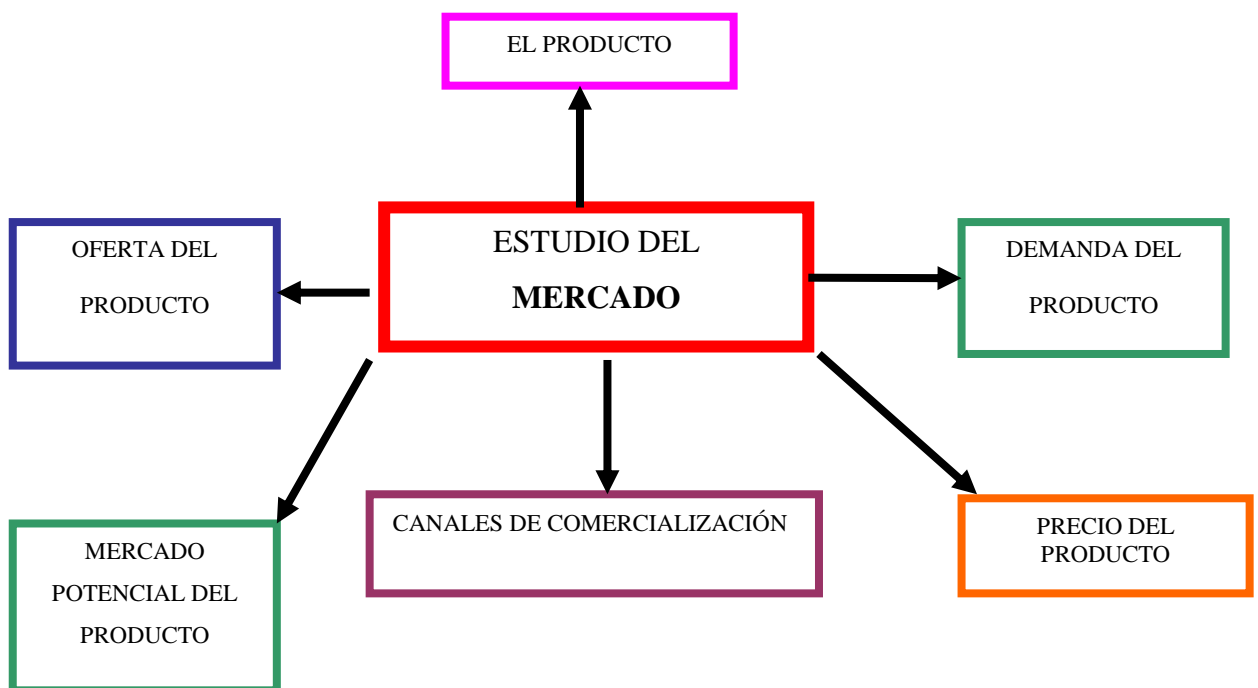 EL PRODUCTO
OFERTA DEL
PRODUCTO
ESTUDIO DEL
MERCADO
DEMANDA DEL
PRODUCTO
MERCADO
POTENCIAL DEL
PRODUCTO
CANALES DE COMERCIALIZACIÓN
PRECIO DEL
PRODUCTO